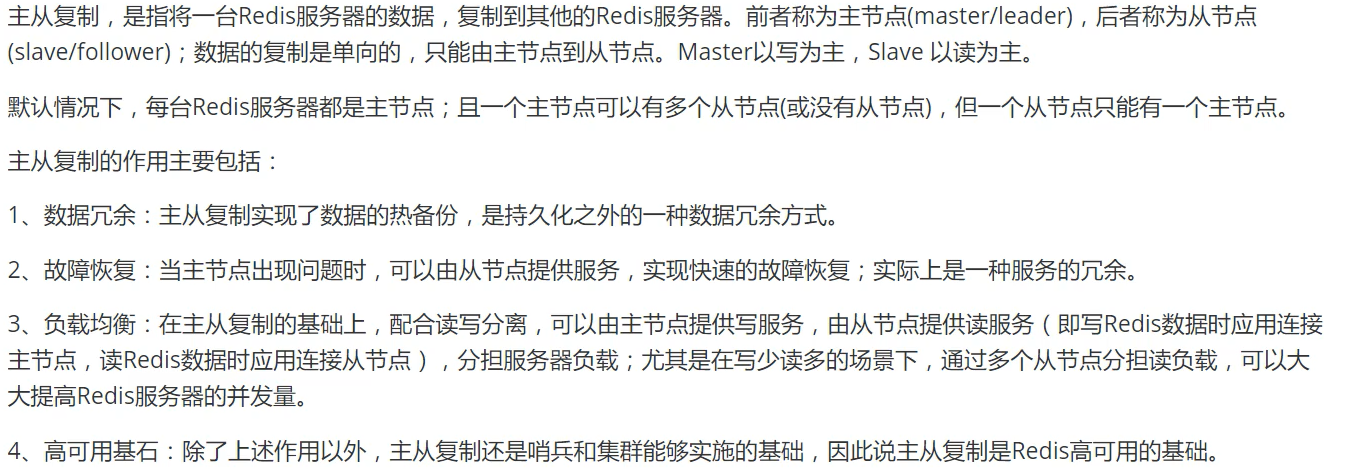 主从复制，是指将一台Redis服务器的数据，复制到其他的Redis服务器。前者称为主节点(master/leader)，后者称为从节点
(slave/follower)；数据的复制是单向的，只能由主节点到从节点。Master以写为主，Slave 以读为主。
默认情况下，每台Redis服务器都是主节点；且一个主节点可以有多个从节点(或没有从节点)，但一个从节点只能有一个主节点。
主从复制的作用主要包括：
1、数据冗余：主从复制实现了数据的热备份，是持久化之外的一种数据冗余方式。
2、故障恢复：当主节点出现问题时，可以由从节点提供服务，实现快速的故障恢复；实际上是一种服务的冗余。
3、负载均衡：在主从复制的基础上，配合读写分离，可以由主节点提供写服务，由从节点提供读服务（即写Redis数据时应用连接
主节点，读Redis数据时应用连接从节点），分担服务器负载；尤其是在写少读多的场景下，通过多个从节点分担读负载，可以大
大提高Redis服务器的并发量。
4、高可用基石：除了上述作用以外，主从复制还是哨兵和集群能够实施的基础，因此说主从复制是Redis高可用的基础。